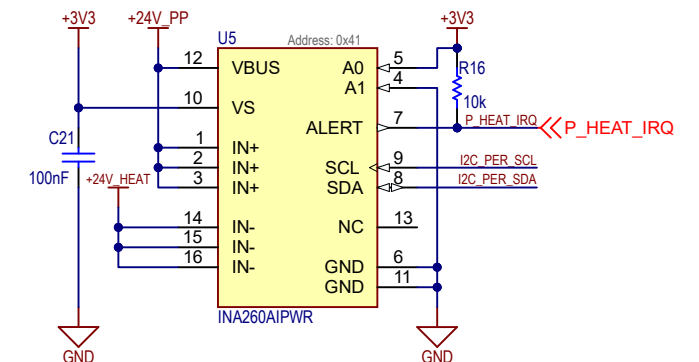 +3V3
+24V_PP
+3V3
U5
Address: 0x41
12
VBUS
A0
5
R16
A1
4
10k
10
VS
ALERT
7
P_HEAT_IRQ
P_HEAT_IRQ
C21
100nF
1
IN+
2
IN+
SCL
9
I2C_PER_SCL
3
IN+
SDA
8
I2C_PER_SDA
+24V_HEAT
14
IN-
NC
13
15
IN-
16
IN-
GND
6
GND
11
INA260AIPWR
GND
GND